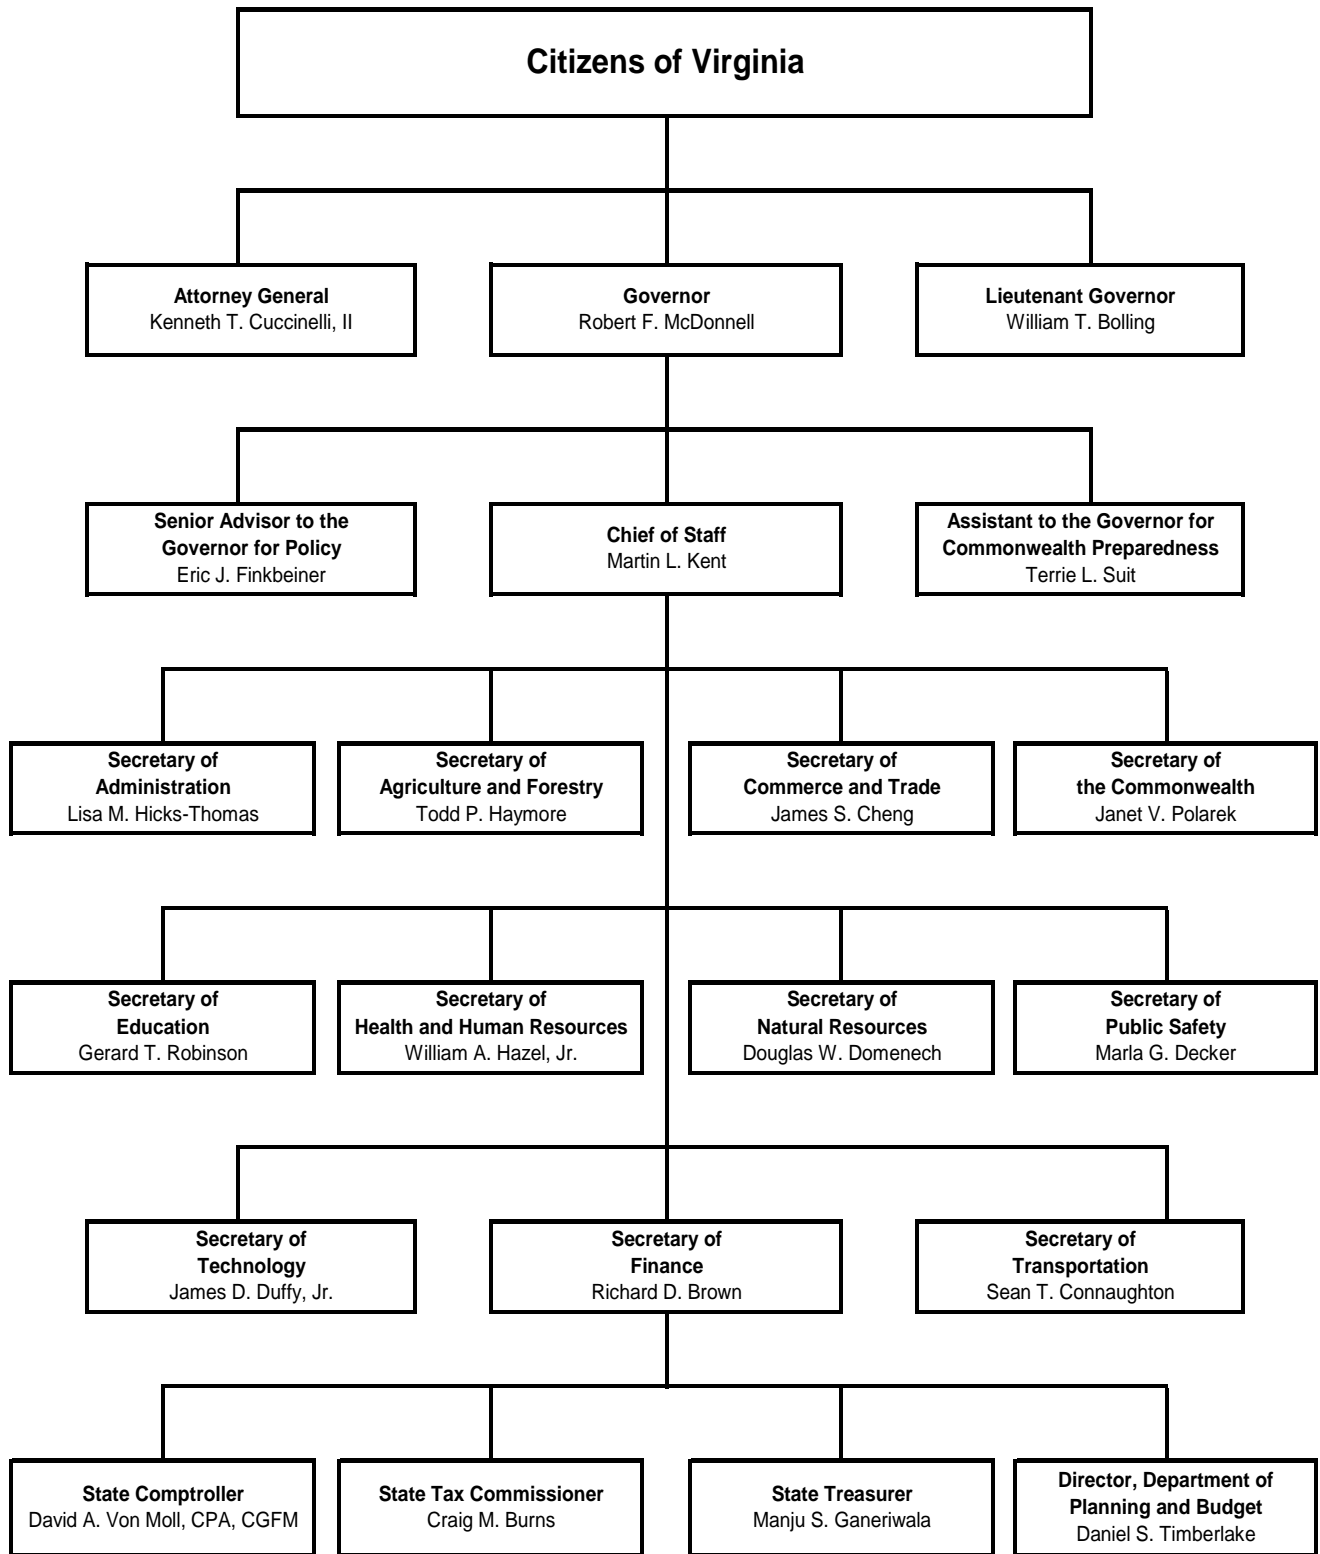 Citizens of Virginia
Attorney General
Kenneth T. Cuccinelli, II
Governor
Robert F. McDonnell
Lieutenant Governor
William T. Bolling
Senior Advisor to the
Governor for Policy
Eric J. Finkbeiner
Chief of Staff
Martin L. Kent
Assistant to the Governor for
Commonwealth Preparedness
Terrie L. Suit
Secretary of
Administration
Lisa M. Hicks-Thomas
Secretary of
Agriculture and Forestry
Todd P. Haymore
Secretary of
Commerce and Trade
James S. Cheng
Secretary of
the Commonwealth
Janet V. Polarek
Secretary of
Education
Gerard T. Robinson
Secretary of
Health and Human Resources
William A. Hazel, Jr.
Secretary of
Natural Resources
Douglas W. Domenech
Secretary of
Public Safety
Marla G. Decker
Secretary of
Technology
James D. Duffy, Jr.
Secretary of
Finance
Richard D. Brown
Secretary of
Transportation
Sean T. Connaughton
State Comptroller
David A. Von Moll, CPA, CGFM
State Tax Commissioner
Craig M. Burns
State Treasurer
Manju S. Ganeriwala
Director, Department of
Planning and Budget
Daniel S. Timberlake